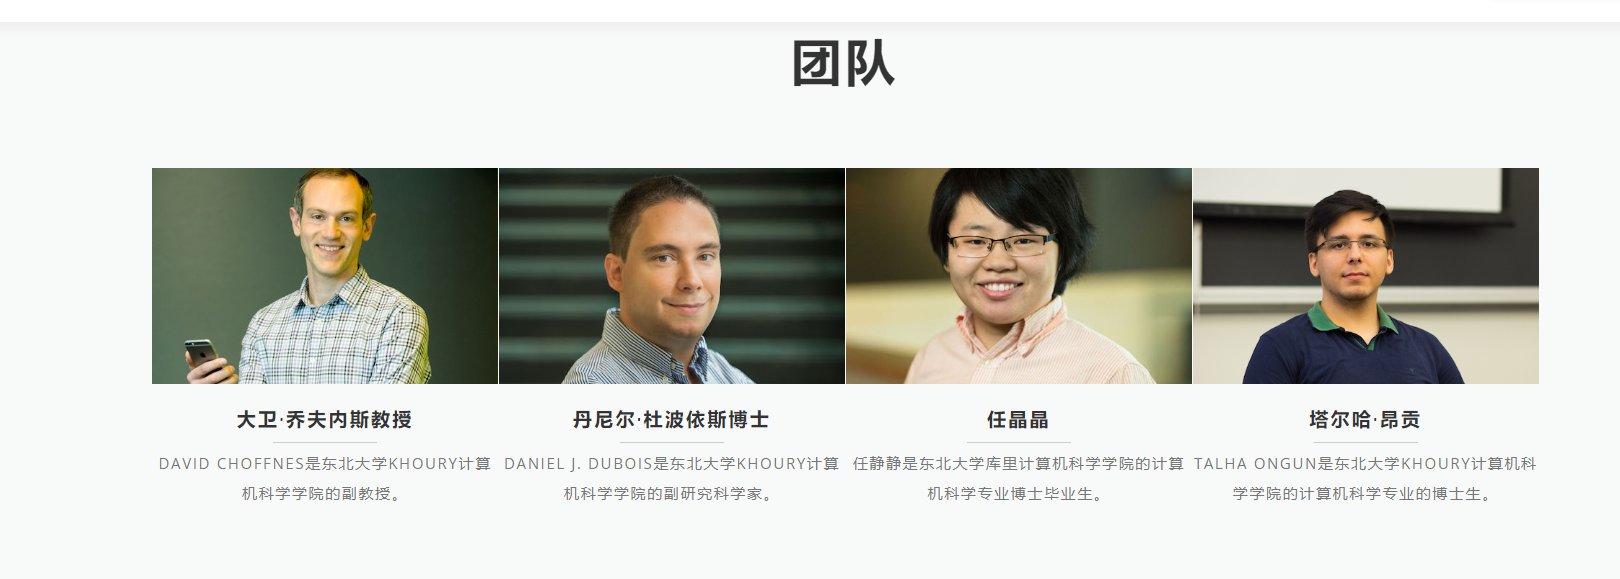 团队
大卫·乔夫内斯教授
DAVID CHOFFNES是东北大学KHOURY计算
机科学学院的副教授。
丹尼尔·杜波依斯博士
DANIEL J. DUBOIS是东北大学KHOURY计算
机科学学院的副研究科学家。
任晶晶
任静静是东北大学库里计算机科学学院的计算
机科学专业博士毕业生。
塔尔哈·昂贡
TALHA ONGUN是东北大学KHOURY计算机科
学学院的计算机科学专业的博士生。